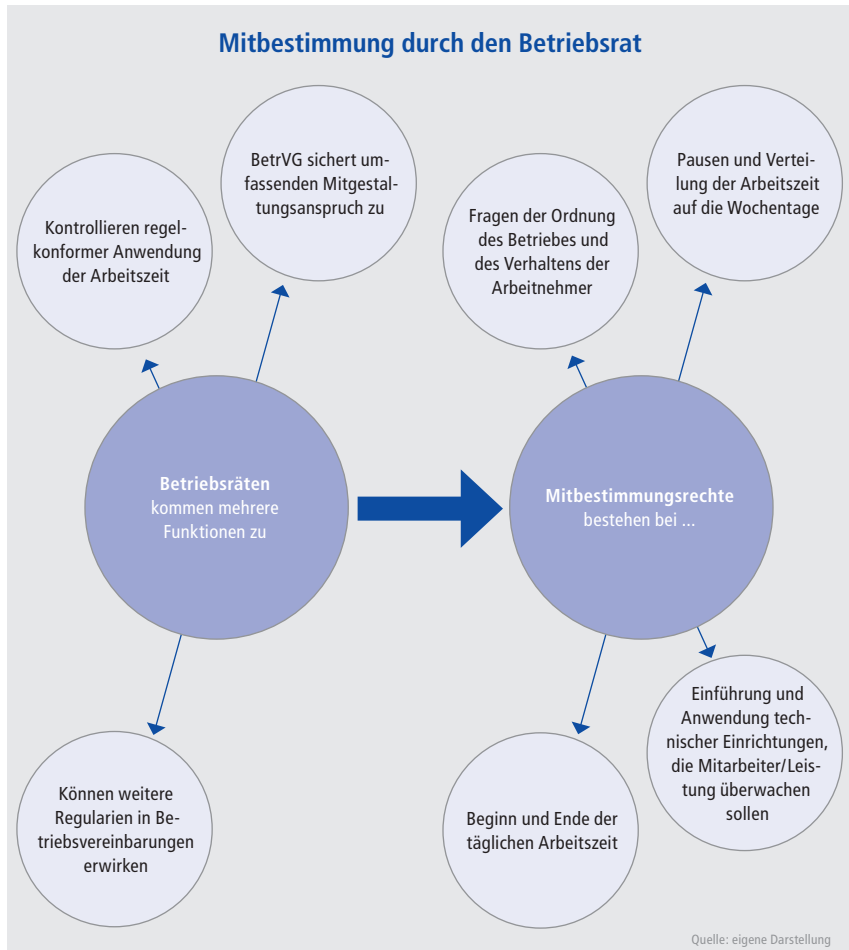 Mitbestimmung durch den Betriebsrat
BetrVG sichert um-
fassenden Mitgestal-
tungsanspruch zu
Kontrollieren regel-
konformer Anwendung
der Arbeitszeit
Betriebsräten
kommen mehrere
Funktionen zu
Können weitere
Regularien in Be-
triebsvereinbarungen
erwirken
Pausen und Vertei-
lung der Arbeitszeit
auf die Wochentage
Fragen der Ordnung
des Betriebes und
des Verhaltens der
Arbeitnehmer
Mitbestimmungsrechte
bestehen bei ...
Einführung und
Anwendung tech-
nischer Einrichtungen,
die Mitarbeiter/Leis-
tung überwachen
sollen
Beginn und Ende der
täglichen Arbeitszeit
Quelle: eigene Darstellung